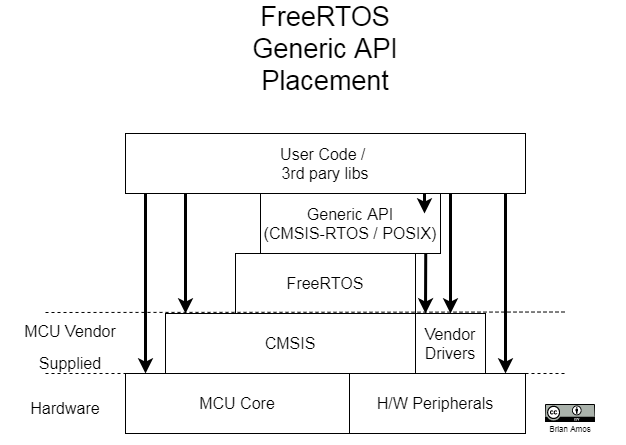 FreeRTOS
Generic API
Placement
User Code /
3rd pary libs
Generic API
(CMSIS-RTOS / POSIX)
FreeRTOS
MCU Vendor
Supplied
CMSIS
Vendor
Drivers
Hardware
MCU Core
H/W Peripherals
cc
BY
Brian Amos